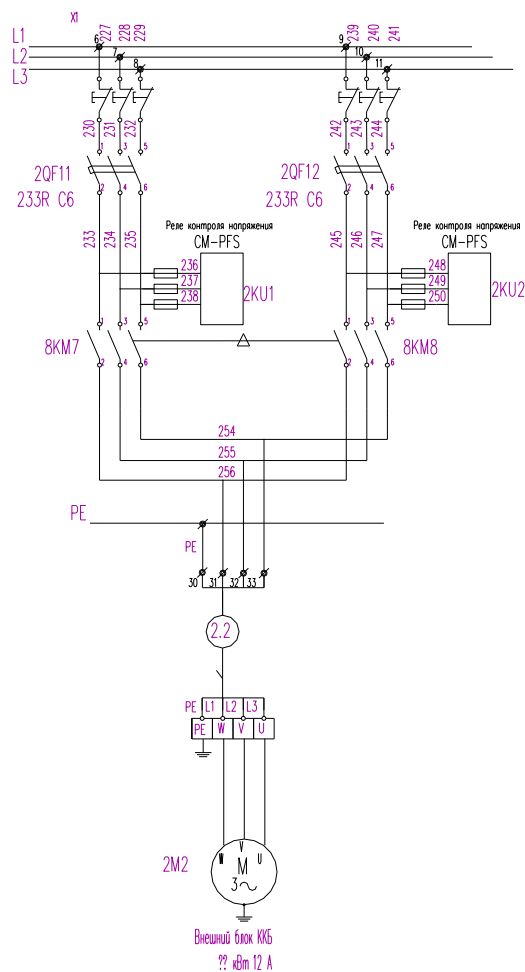 X1
227 228 229 239 240 241
L1 6 9
L2 7 10
L3 8 11
230 231 232 242 243 244
1 3 5 1 3 5
2QF11 2QF12
233R C6 233R C6
2 4 6 2 4 6
233 234 235 245 246 247
Реле контроля напряжения Реле контроля напряжения
CM-PFS CM-PFS
236 248
237 2KU1 249 2KU2
238 250
1 3 5 1 3 5
8KM7 8KM8
2 4 6 2 4 6
254
255
256
PE
PE
30 31 32 33
2.2
PE L1 L2 L3
PE W V U
W V U
2M2 M
3
Внешний блок ККБ
?? кВт 12 А